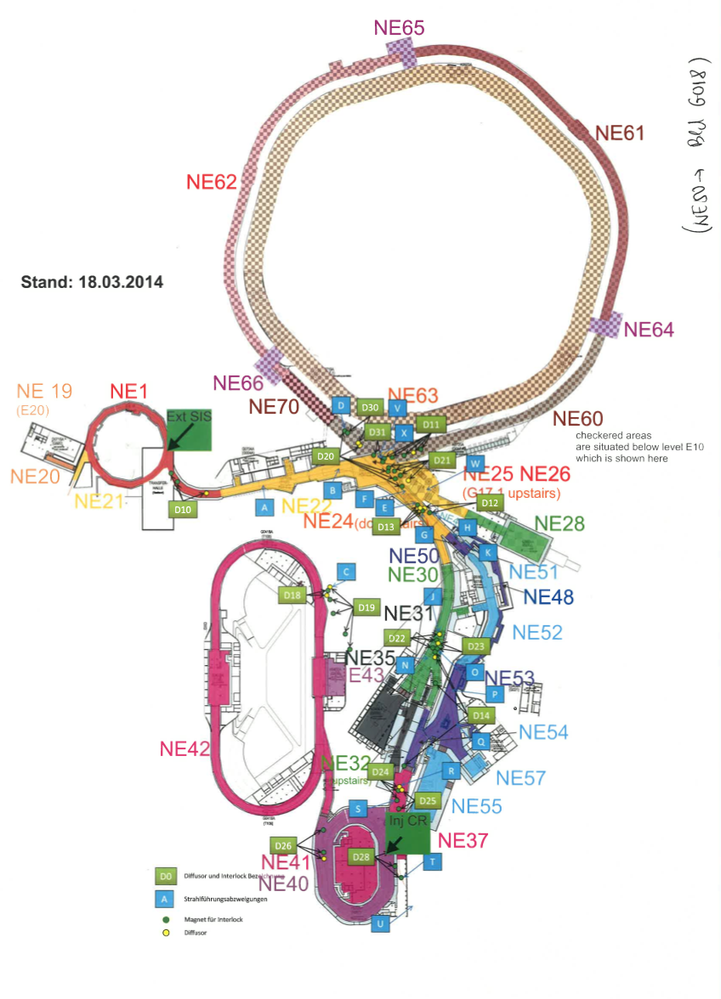 NE65
NE61
NE62
(NE50 →
Stand: 18.03.2014
NE64
NE66
NE 19
(E20)
NE1
NE70
NE63
NE60
checkered areas
are situated below level E10
which is shown here
Ext SIS
D
D30
V
D11
D31
X
D20
D21
W
NE20
NE21
D10
A
NE22
B
F
E
NE25 NE26
(G17.1 upstairs)
D12
NE24
D13
G
H
NE28
NE50
NE30
K
NE51
C
D18
D19
J
NE48
NE31
D22
NE52
D23
NE35
E43
N
O
NE53
P
D14
NE54
Q
NE42
NE32
upstairs)
D24
R
NE57
D25
NE55
S
Inj CR
D26
D28
NE37
NE41
T
NE40
D0 Diffusor und Interlock Bezeichnung
A Strahlführungsabzweigungen
Magnet für Interlock
Diffusor
U